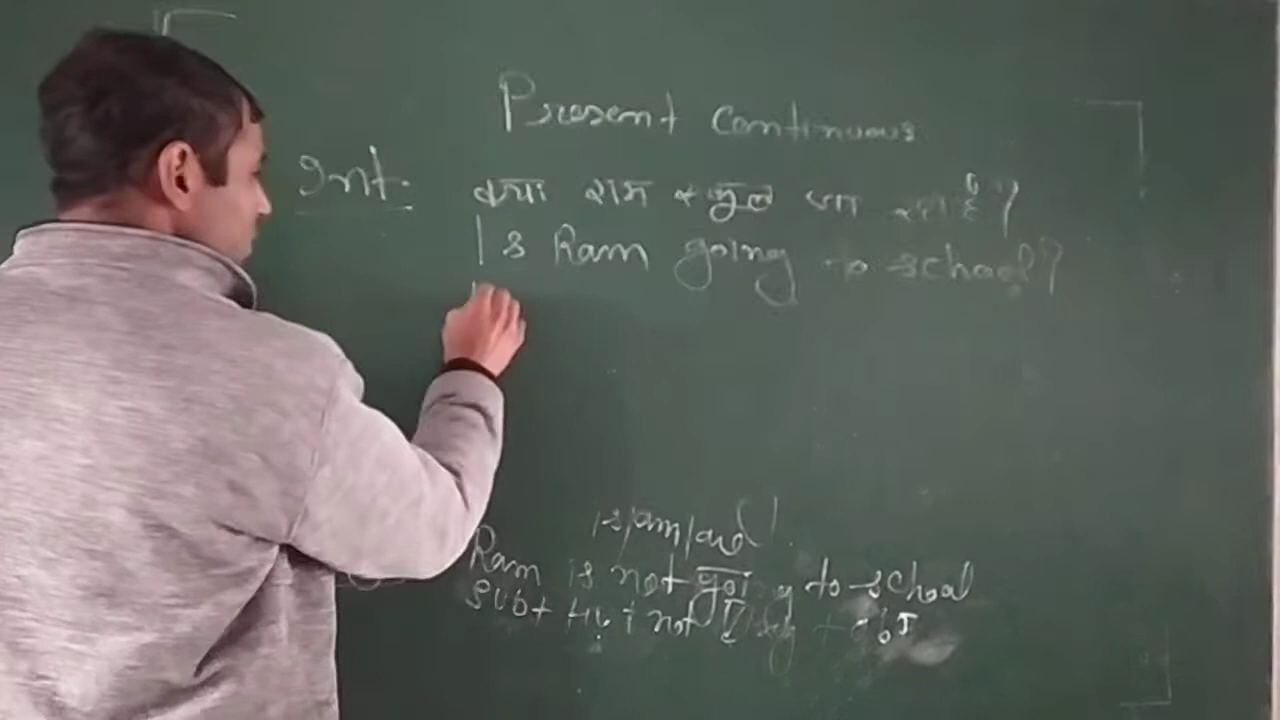 Present Continuous
Int.
क्या राम स्कूल जा रहा है?
Is Ram going to school?
is/am/are
Ram is not going to school
Sub + Hv + not + V ing + obj